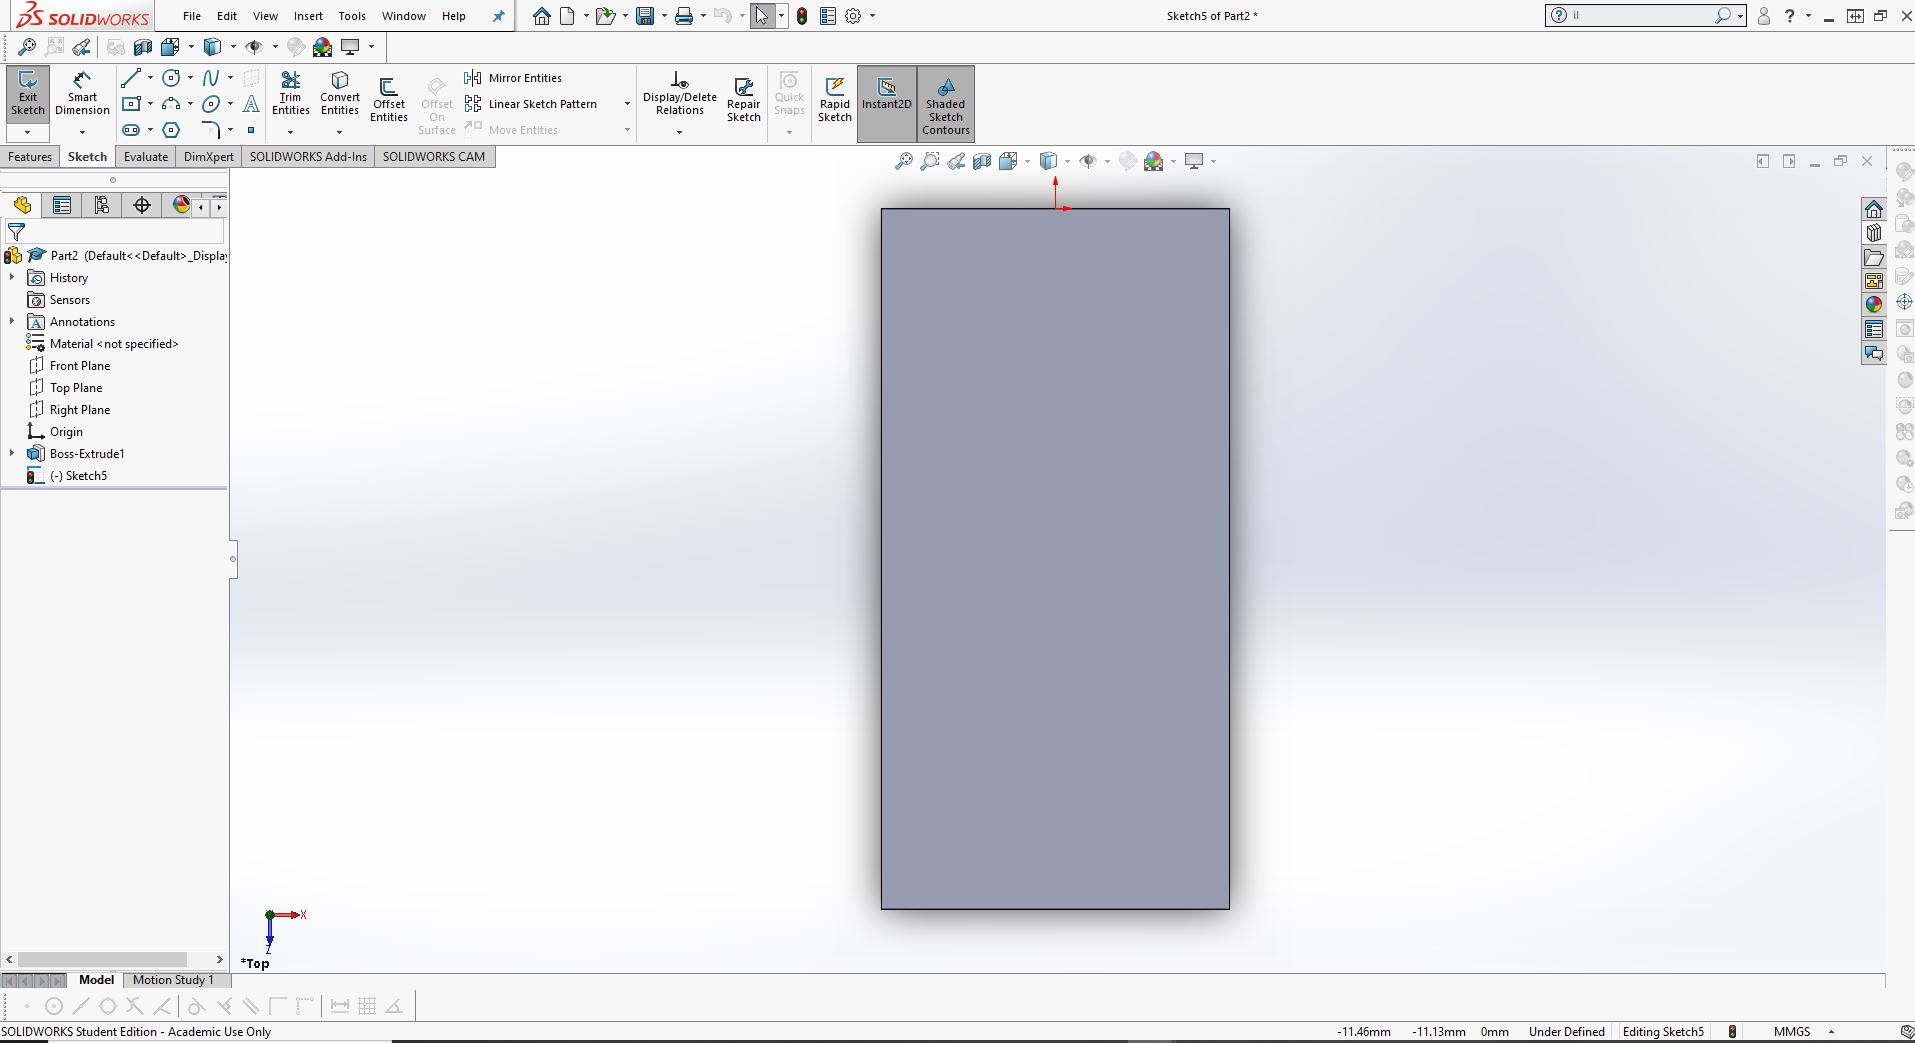 SOLIDWORKS File Edit View Insert Tools Window Help Sketch5 of Part2 * il
Exit Sketch
Smart Dimension
Trim Entities
Convert Entities
Offset Entities
Offset On Surface
Mirror Entities
Linear Sketch Pattern
Move Entities
Display/Delete Relations
Repair Sketch
Quick Snaps
Rapid Sketch
Instant2D
Shaded Sketch Contours
Features Sketch Evaluate DimXpert SOLIDWORKS Add-Ins SOLIDWORKS CAM
Part2 (Default<<Default>_Display
History
Sensors
Annotations
Material <not specified>
Front Plane
Top Plane
Right Plane
Origin
Boss-Extrude1
(-) Sketch5
X
Z
*Top
Model Motion Study 1
SOLIDWORKS Student Edition - Academic Use Only -11.46mm -11.13mm 0mm Under Defined Editing Sketch5 MMGS